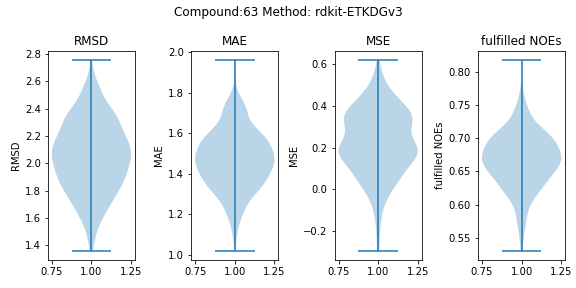 Compound:63 Method: rdkit-ETKDGv3
RMSD
MAE
MSE
fulfilled NOEs
RMSD
2.8
2.6
2.4
2.2
2.0
1.8
1.6
1.4
0.75 1.00 1.25
MAE
2.0
1.8
1.6
1.4
1.2
1.0
0.75 1.00 1.25
MSE
0.6
0.4
0.2
0.0
−0.2
0.75 1.00 1.25
fulfilled NOEs
0.80
0.75
0.70
0.65
0.60
0.55
0.75 1.00 1.25